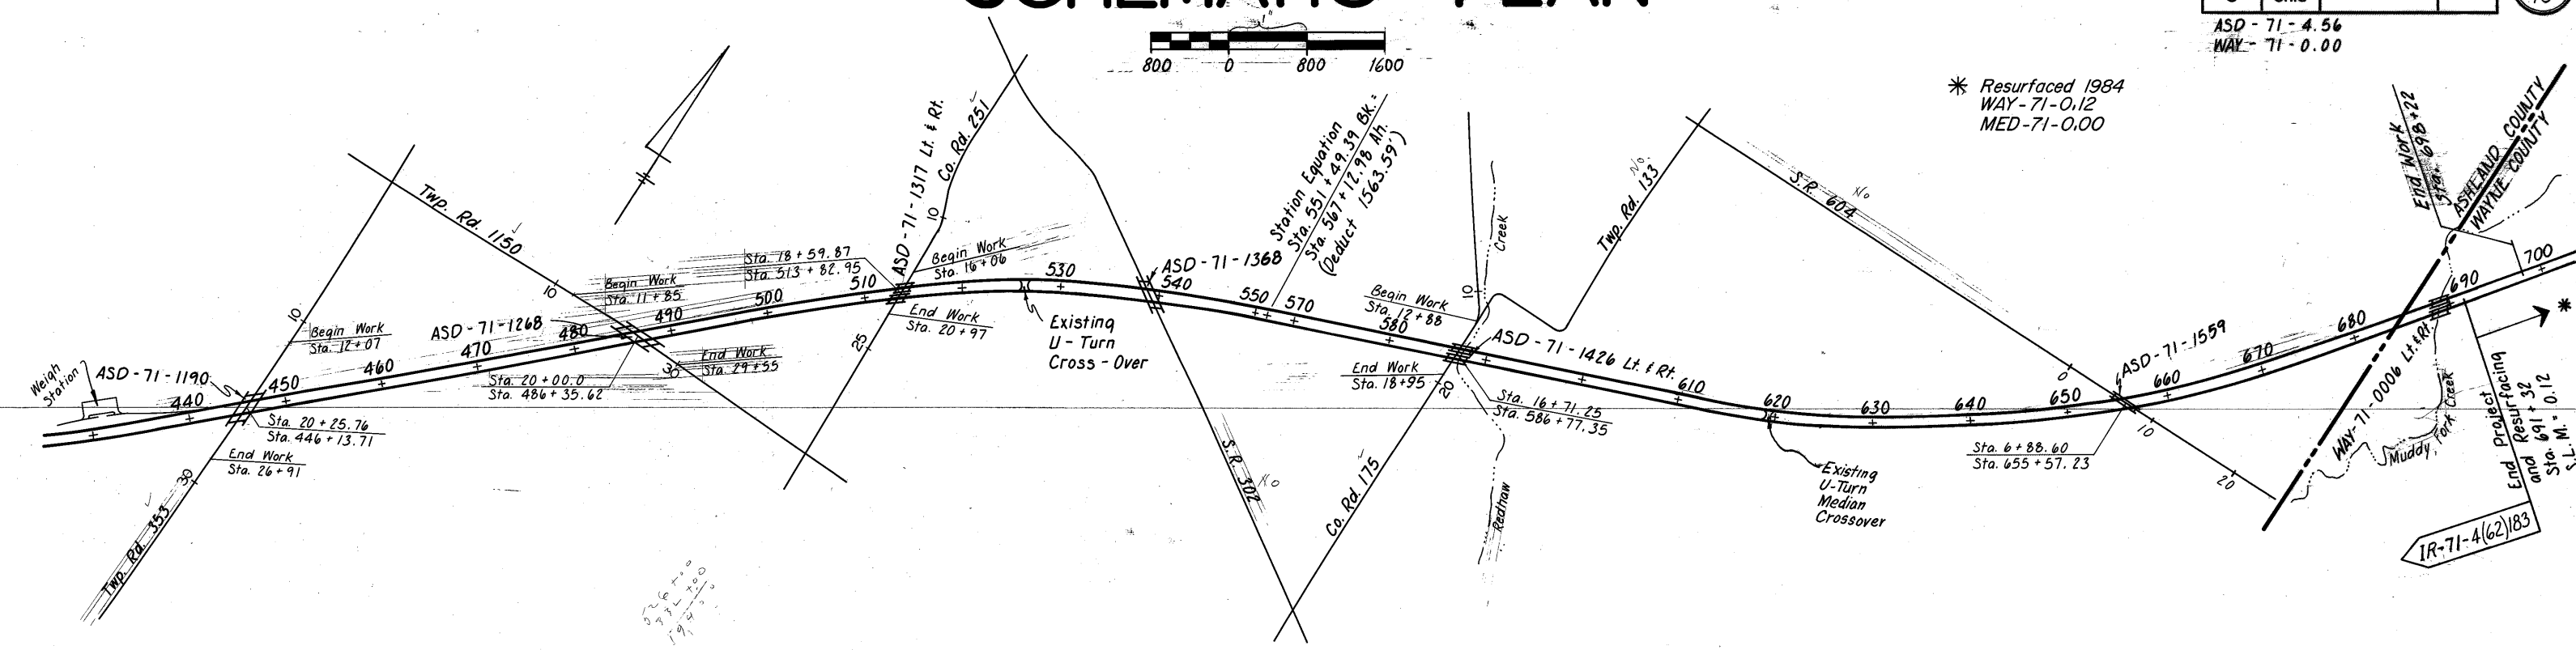 SCHEMATIC PLAN
1"
800 0 800 1600
ASD - 71 - 4.56
WAY - 71 - 0.00
* Resurfaced 1984
WAY-71-0.12
MED-71-0.00
Weigh
Station
ASD-71-1190
440
450
460
470
480
490
500
510
530
540
550
570
580
610
620
630
640
650
660
670
680
690
700
10
Begin Work
Sta. 12+07
Sta. 20+25.76
Sta. 446+13.71
End Work
Sta. 26+91
30
Twp. Rd. 353
Twp. Rd. 1150
10
Begin Work
Sta. 11+85
ASD-71-1268
Sta. 20+00.0
Sta. 486+35.62
End Work
Sta. 29+55
30
Sta. 18+59.87
Sta. 513+82.95
ASD-71-1317 Lt. & Rt.
Co. Rd. 251
10
Begin Work
Sta. 16+06
End Work
Sta. 20+97
25
Existing
U-Turn
Cross-Over
ASD-71-1368
S.R. 302
No
Station Equation
Sta. 551+49.39 BK.=
Sta. 567+12.98 Ah.
(Deduct 1563.59')
Begin Work
Sta. 12+88
10
Creek
End Work
Sta. 18+95
20
ASD-71-1426 Lt. & Rt.
Sta. 16+71.25
Sta. 586+77.35
Co. Rd. 175
Redhaw
Twp. Rd. 133
No.
S.R. 604
No
Existing
U-Turn
Median
Crossover
0
ASD-71-1559
Sta. 6+88.60
Sta. 655+57.23
10
20
End Work
Sta. 698+22
ASHLAND COUNTY
WAYNE COUNTY
WAY-71-0006 Lt.&Rt.
Muddy Fork Creek
*
End Project
and Resurfacing
Sta. 691+32
S.L.M. = 0.12
IR-71-4(62)183